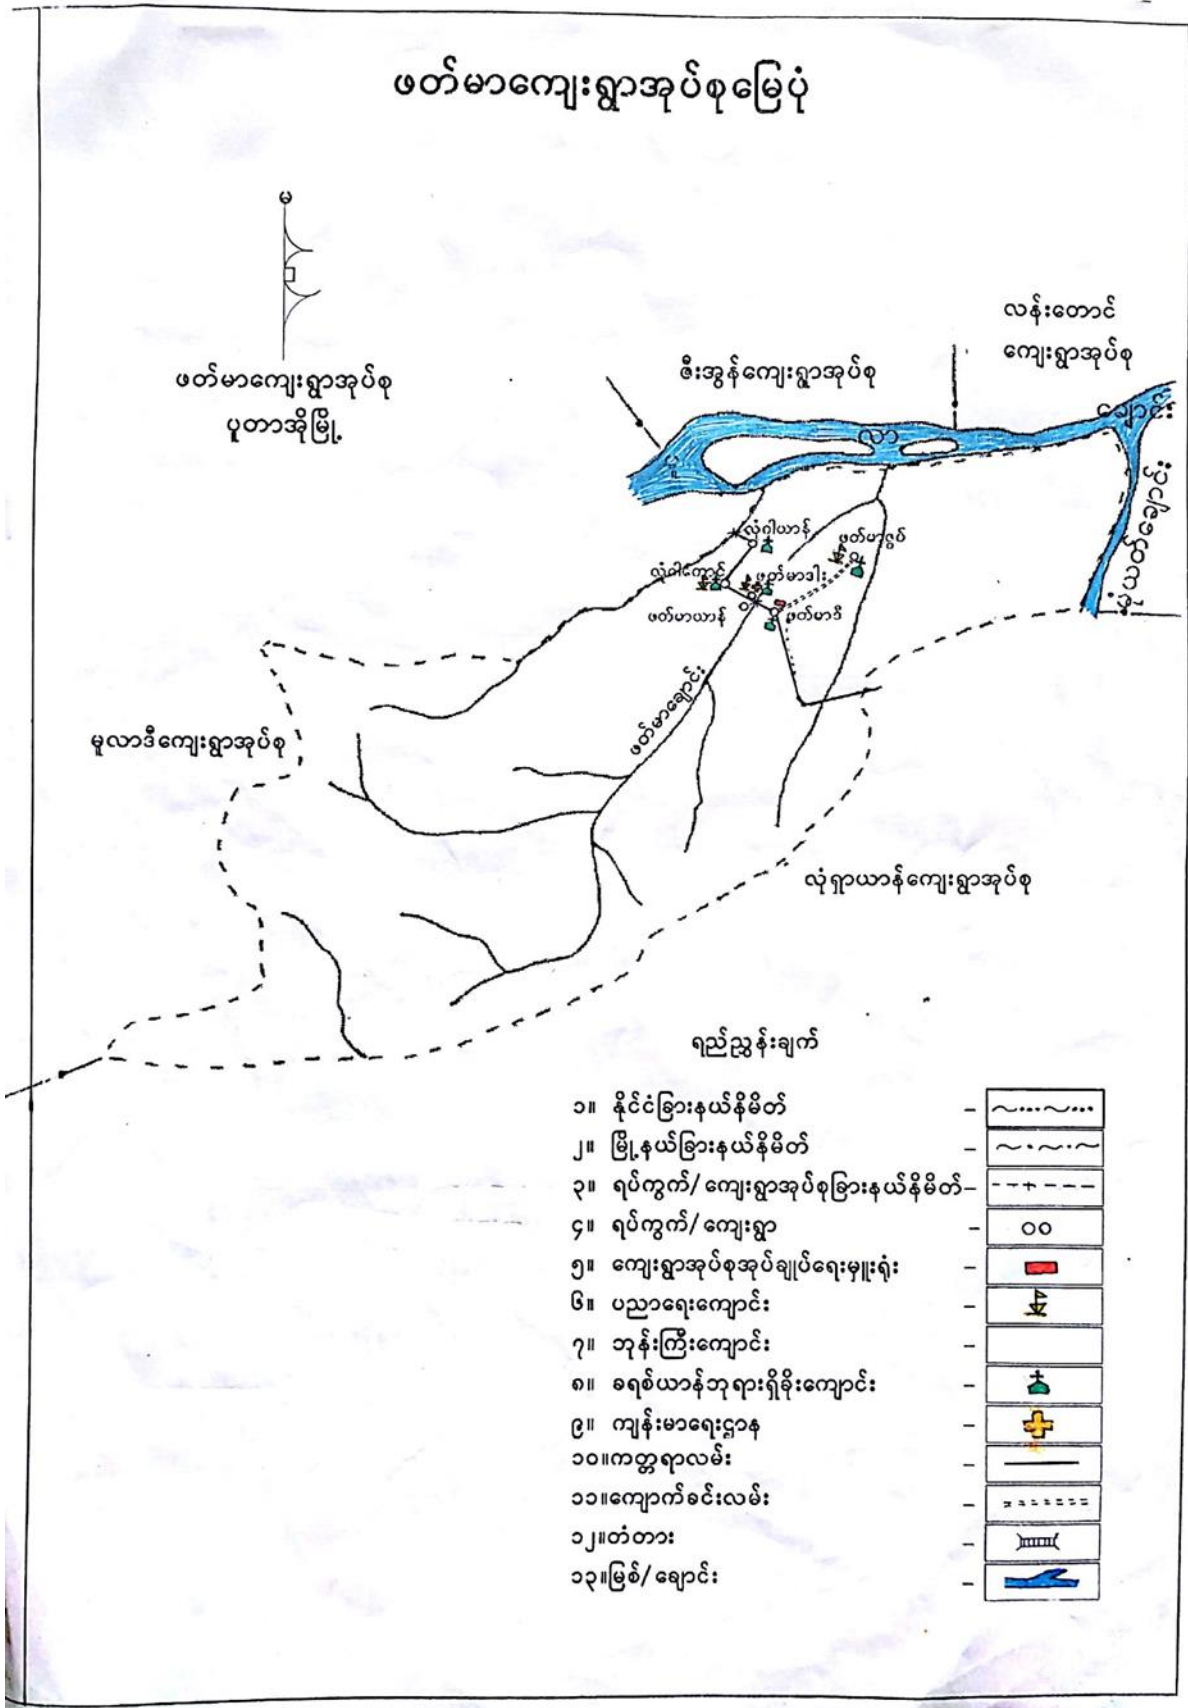 ဖတ်မာကျေးရွာအုပ်စုမြေပုံ
မ
ဖတ်မာကျေးရွာအုပ်စု
ပူတာအိုမြို့
လန်းတောင်
ကျေးရွာအုပ်စု
ဇီးအွန်ကျေးရွာအုပ်စု
ချောင်း
လာ
မူ
လုံဂါယာန်
ဖတ်မာဇွပ်
လုံဂါကျောင်
ဖတ်မာဒါး
ဖတ်မာယာန်
ဖတ်မာဒီ
ဖတ်မာချောင်း
မူလာဒီကျေးရွာအုပ်စု
လုံရှာယာန်ကျေးရွာအုပ်စု
ရည်ညွှန်းချက်
၁။ နိုင်ငံခြားနယ်နိမိတ် –
၂။ မြို့နယ်ခြားနယ်နိမိတ် –
၃။ ရပ်ကွက်/ ကျေးရွာအုပ်စုခြားနယ်နိမိတ် –
၄။ ရပ်ကွက်/ ကျေးရွာ –
၅။ ကျေးရွာအုပ်စုအုပ်ချုပ်ရေးမှူးရုံး –
၆။ ပညာရေးကျောင်း –
၇။ ဘုန်းကြီးကျောင်း –
၈။ ခရစ်ယာန်ဘုရားရှိခိုးကျောင်း –
၉။ ကျန်းမာရေးဌာန –
၁၀။ကတ္တရာလမ်း –
၁၁။ကျောက်ခင်းလမ်း –
၁၂။တံတား –
၁၃။မြစ်/ ချောင်း –